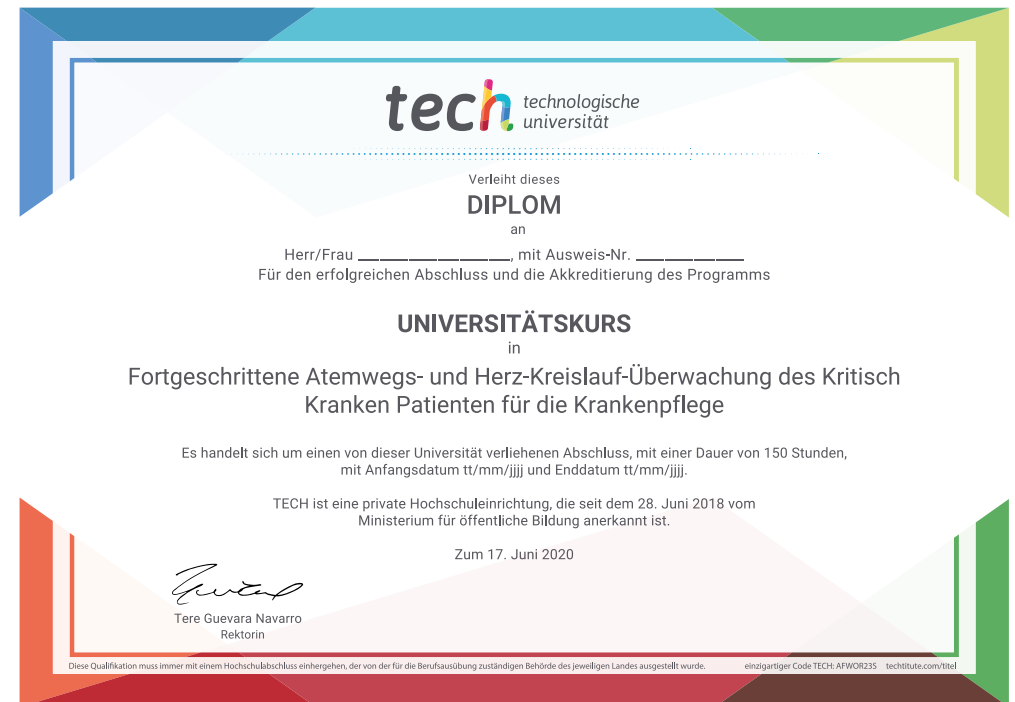 tech technologische
universität
Verleiht dieses
DIPLOM
an
Herr/Frau ________________, mit Ausweis-Nr. ____________
Für den erfolgreichen Abschluss und die Akkreditierung des Programms
UNIVERSITÄTSKURS
in
Fortgeschrittene Atemwegs- und Herz-Kreislauf-Überwachung des Kritisch
Kranken Patienten für die Krankenpflege
Es handelt sich um einen von dieser Universität verliehenen Abschluss, mit einer Dauer von 150 Stunden,
mit Anfangsdatum tt/mm/jjjj und Enddatum tt/mm/jjjj.
TECH ist eine private Hochschuleinrichtung, die seit dem 28. Juni 2018 vom
Ministerium für öffentliche Bildung anerkannt ist.
Zum 17. Juni 2020
Tere Guevara Navarro
Rektorin
Diese Qualifikation muss immer mit einem Hochschulabschluss einhergehen, der von der für die Berufsausübung zuständigen Behörde des jeweiligen Landes ausgestellt wurde. einzigartiger Code TECH: AFWOR23S techtitute.com/titel